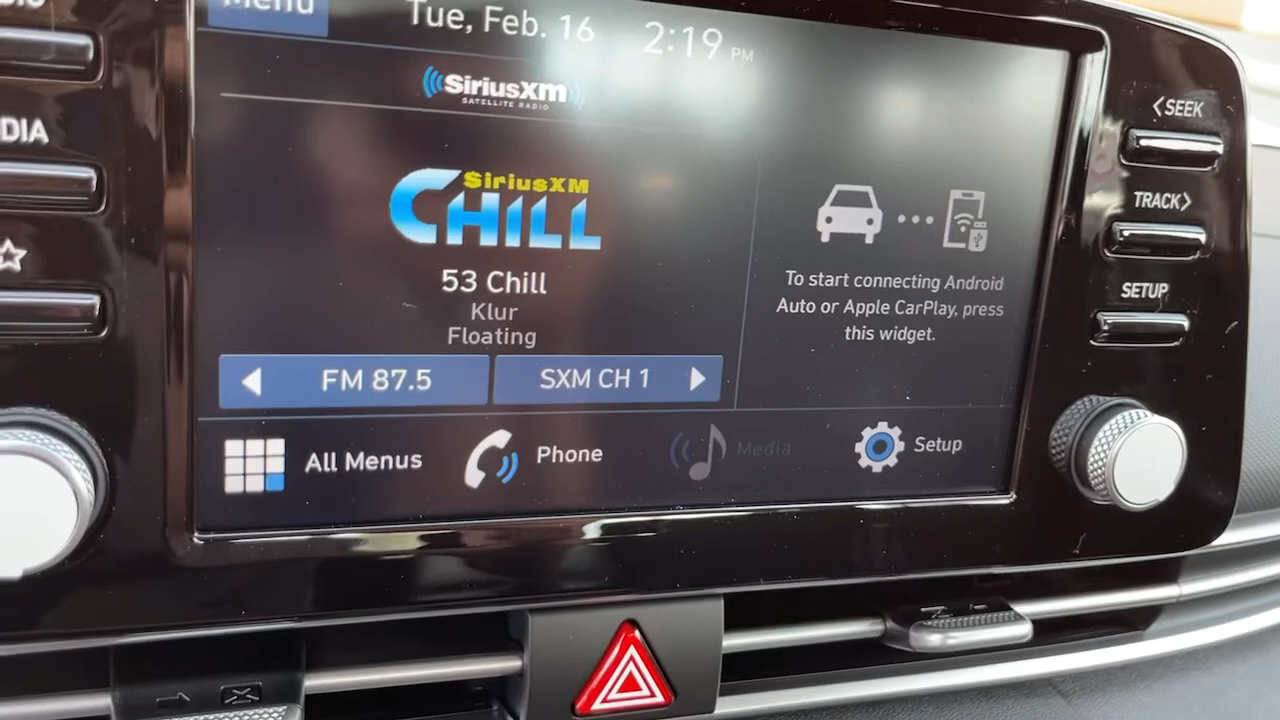 Menu
Tue, Feb. 16
2:19 PM
SiriusXM
SATELLITE RADIO
SiriusXM
CHILL
53 Chill
Klur
Floating
FM 87.5
SXM CH 1
To start connecting Android
Auto or Apple CarPlay, press
this widget.
All Menus
Phone
Media
Setup
DIA
<SEEK
TRACK>
SETUP